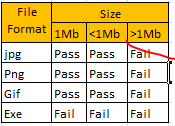 File Format Size
1Mb <1Mb >1Mb
jpg Pass Pass Fail
Png Pass Pass Fail
Gif Pass Pass Fail
Exe Fail Fail Fail